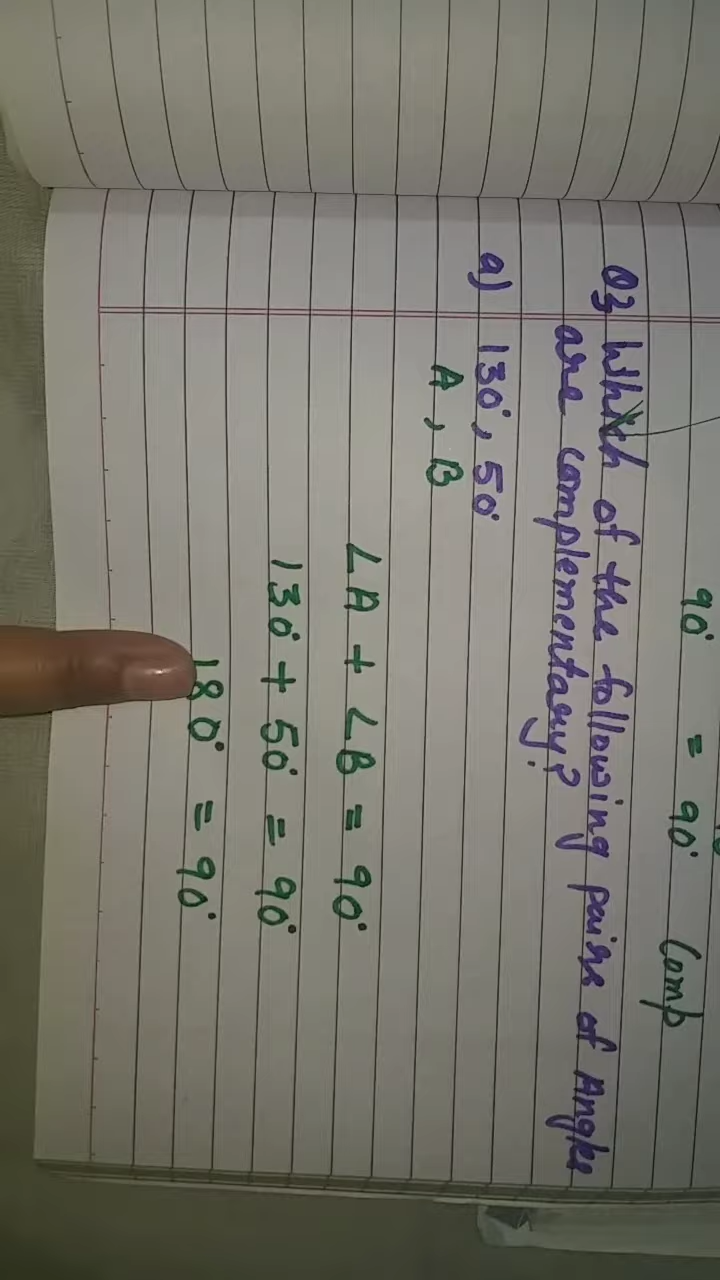 90° = 90° Comp
Q3 Which of the following pairs of Angles
are complementary?
a) 130°, 50°
A, B
∠A + ∠B = 90°
130° + 50° = 90°
180° = 90°